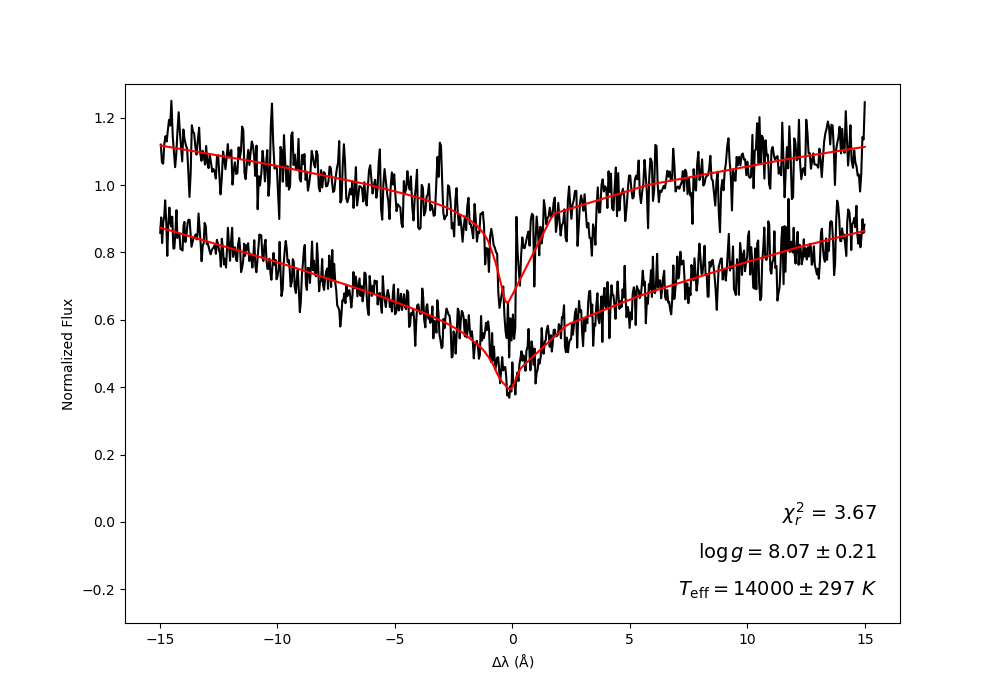 1.2
1.0
0.8
0.6
0.4
0.2
0.0
−0.2
Normalized Flux
χ²ᵣ = 3.67
log g = 8.07 ± 0.21
T_eff = 14000 ± 297 K
−15 −10 −5 0 5 10 15
Δλ (Å)